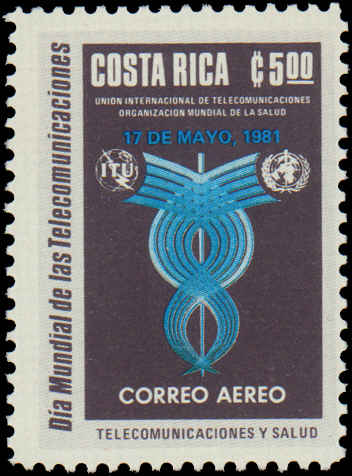 COSTA RICA ₡5.00
UNION INTERNACIONAL DE TELECOMUNICACIONES
ORGANIZACION MUNDIAL DE LA SALUD
17 DE MAYO, 1981
ITU
CORREO AEREO
TELECOMUNICACIONES Y SALUD
Día Mundial de las Telecomunicaciones